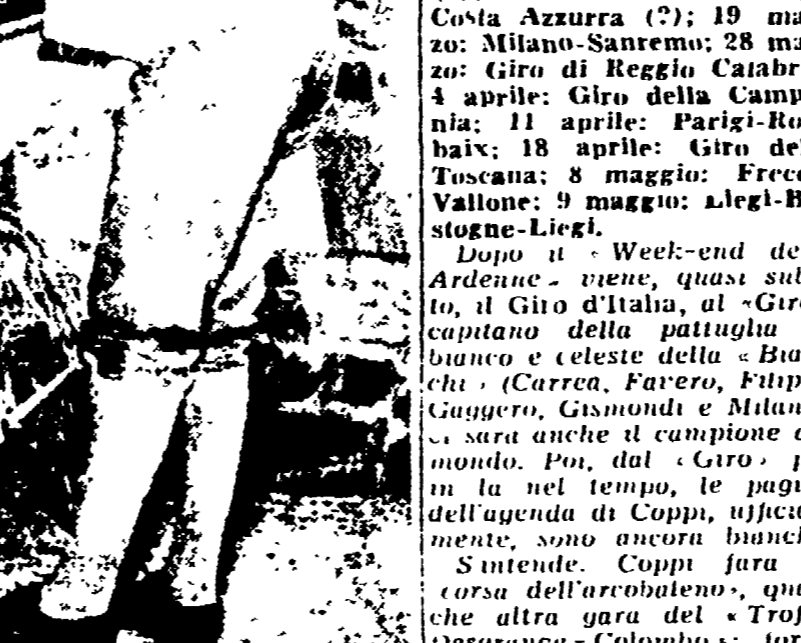 Costa Azzurra (?); 19 ma
zo: Milano-Sanremo; 28 ma
zo: Giro di Reggio Calabr
4 aprile: Giro della Camp
nia; 11 aprile: Parigi-Ro
baix; 18 aprile: Giro de
Toscana; 8 maggio: Frecc
Vallone; 9 maggio: Liegi-B
stogne-Liegi.
Dopo il « Week-end de
Ardenne - viene, quasi sub
to, il Giro d'Italia, al «Giro
capitano della pattuglia
bianco e celeste della « Bia
chi » (Carrea, Favero, Filip
Gaggero, Gismondi e Milan
ci sarà anche il campione d
mondo. Poi, dal « Giro » p
in là nel tempo, le pagi
dell'agenda di Coppi, uffici
mente, sono ancora bianch
S'intende. Coppi farà
corsa dell'arcobaleno», qua
che altra gara del « Trof
Desgrange - Colombo »;